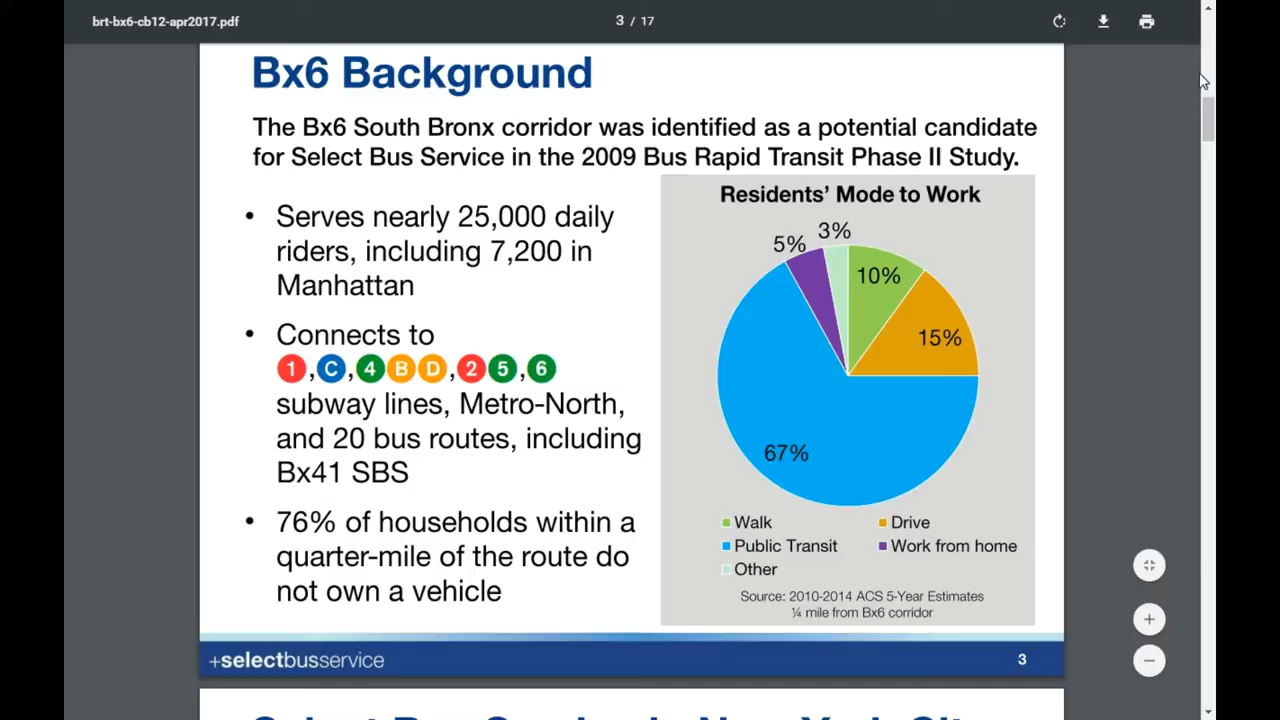 brt-bx6-cb12-apr2017.pdf
3 / 17
Bx6 Background
The Bx6 South Bronx corridor was identified as a potential candidate
for Select Bus Service in the 2009 Bus Rapid Transit Phase II Study.
• Serves nearly 25,000 daily
riders, including 7,200 in
Manhattan
• Connects to
1,C,4BD,25,6
subway lines, Metro-North,
and 20 bus routes, including
Bx41 SBS
• 76% of households within a
quarter-mile of the route do
not own a vehicle
Residents’ Mode to Work
3%
5%
10%
15%
67%
Walk
Drive
Public Transit
Work from home
Other
Source: 2010-2014 ACS 5-Year Estimates
¼ mile from Bx6 corridor
+selectbusservice
3